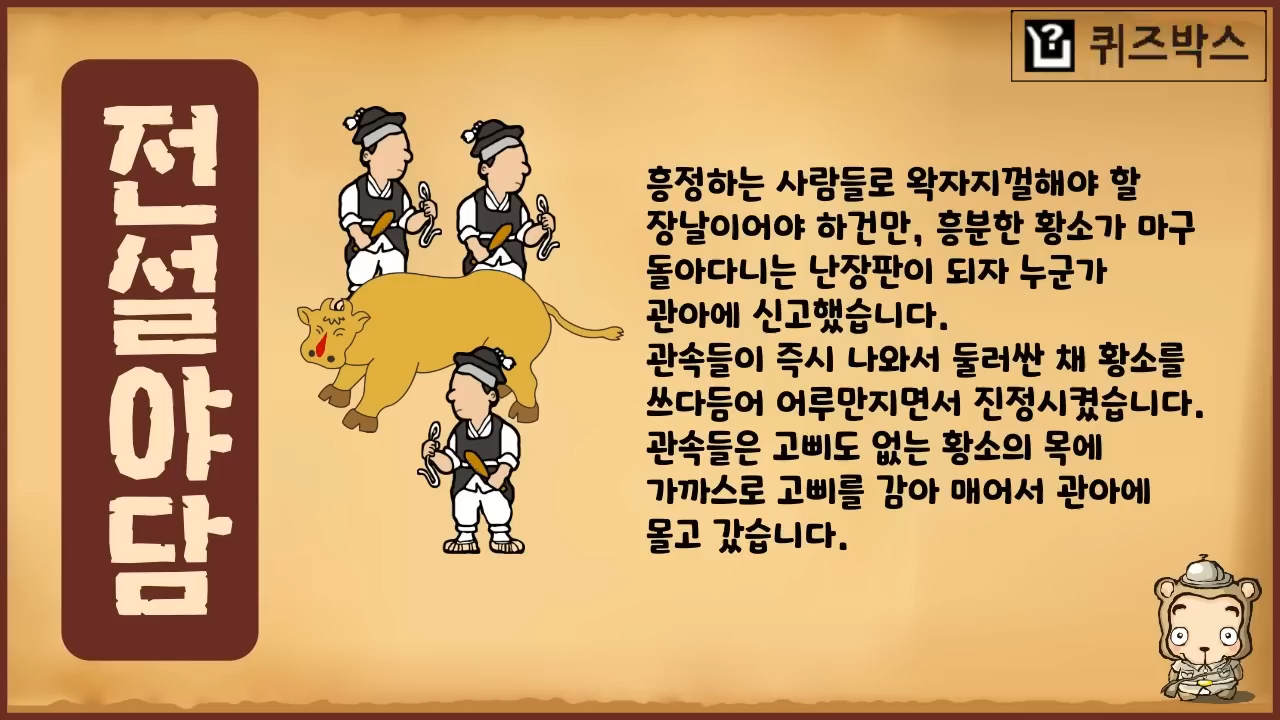 퀴즈박스
전설야담
흥정하는 사람들로 왁자지껄해야 할
장날이어야 하건만, 흥분한 황소가 마구
돌아다니는 난장판이 되자 누군가
관아에 신고했습니다.
관속들이 즉시 나와서 둘러싼 채 황소를
쓰다듬어 어루만지면서 진정시켰습니다.
관속들은 고삐도 없는 황소의 목에
가까스로 고삐를 감아 매어서 관아에
몰고 갔습니다.